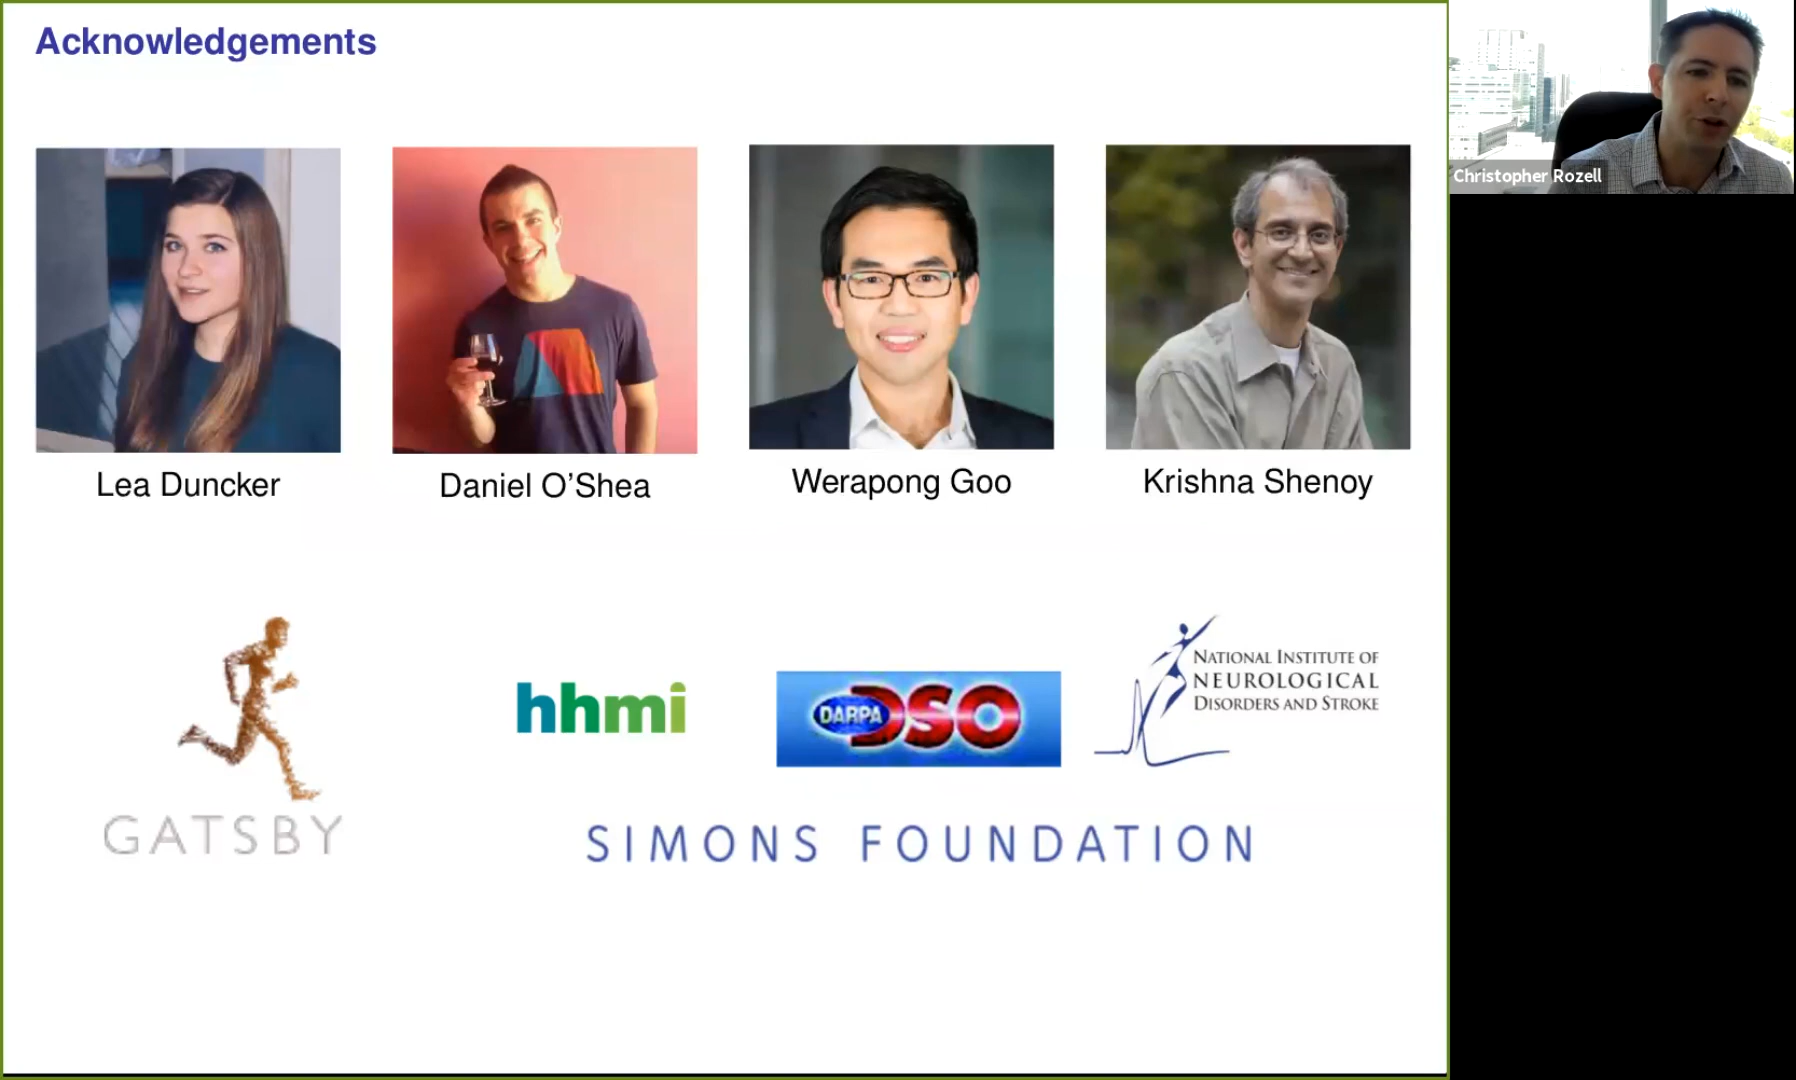 Acknowledgements
Christopher Rozell
Lea Duncker
Daniel O'Shea
Werapong Goo
Krishna Shenoy
GATSBY
hhmi
DARPA DSO
NATIONAL INSTITUTE OF
NEUROLOGICAL
DISORDERS AND STROKE
SIMONS FOUNDATION